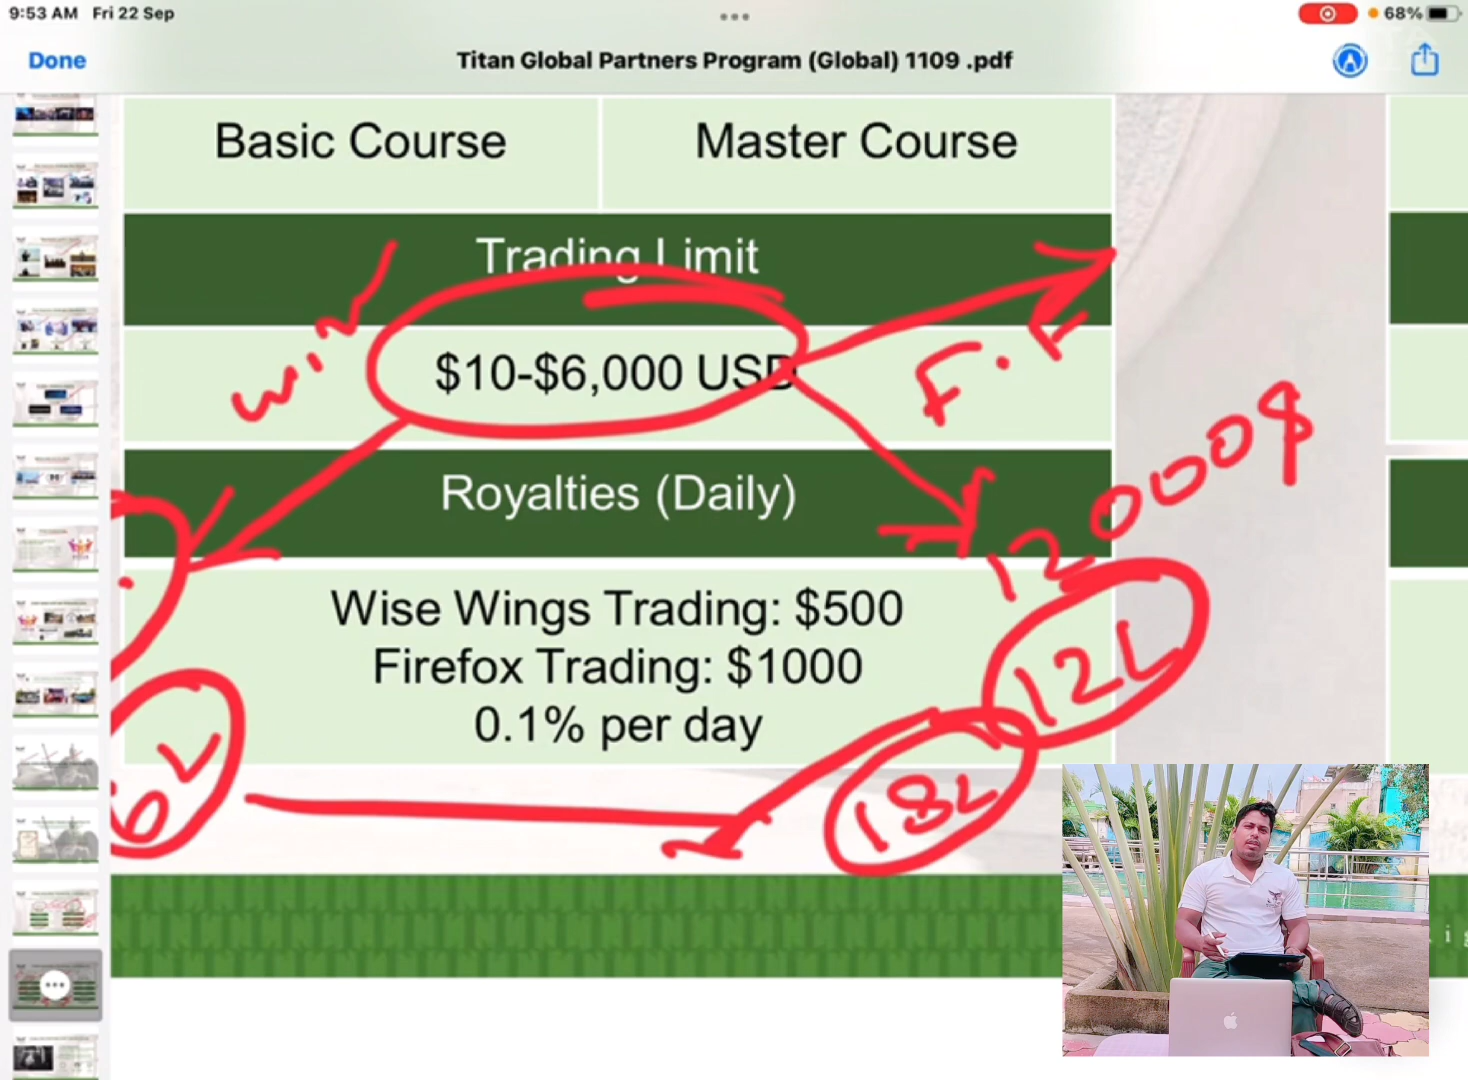 9:53 AM Fri 22 Sep
68%
Done
Titan Global Partners Program (Global) 1109 .pdf
Basic Course
Master Course
Trading Limit
win
$10-$6,000 USD
F.F
12000$
Royalties (Daily)
Wise Wings Trading: $500
Firefox Trading: $1000
0.1% per day
12L
6L
18L